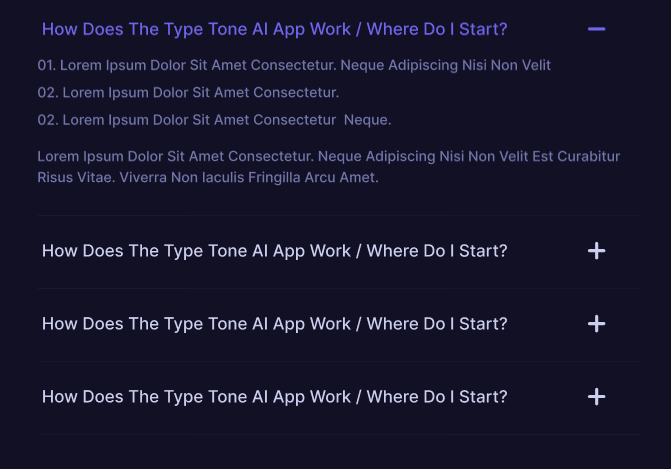 How Does The Type Tone AI App Work / Where Do I Start?
01. Lorem Ipsum Dolor Sit Amet Consectetur. Neque Adipiscing Nisi Non Velit
02. Lorem Ipsum Dolor Sit Amet Consectetur.
02. Lorem Ipsum Dolor Sit Amet Consectetur  Neque.
Lorem Ipsum Dolor Sit Amet Consectetur. Neque Adipiscing Nisi Non Velit Est Curabitur
Risus Vitae. Viverra Non Iaculis Fringilla Arcu Amet.
How Does The Type Tone AI App Work / Where Do I Start?
How Does The Type Tone AI App Work / Where Do I Start?
How Does The Type Tone AI App Work / Where Do I Start?